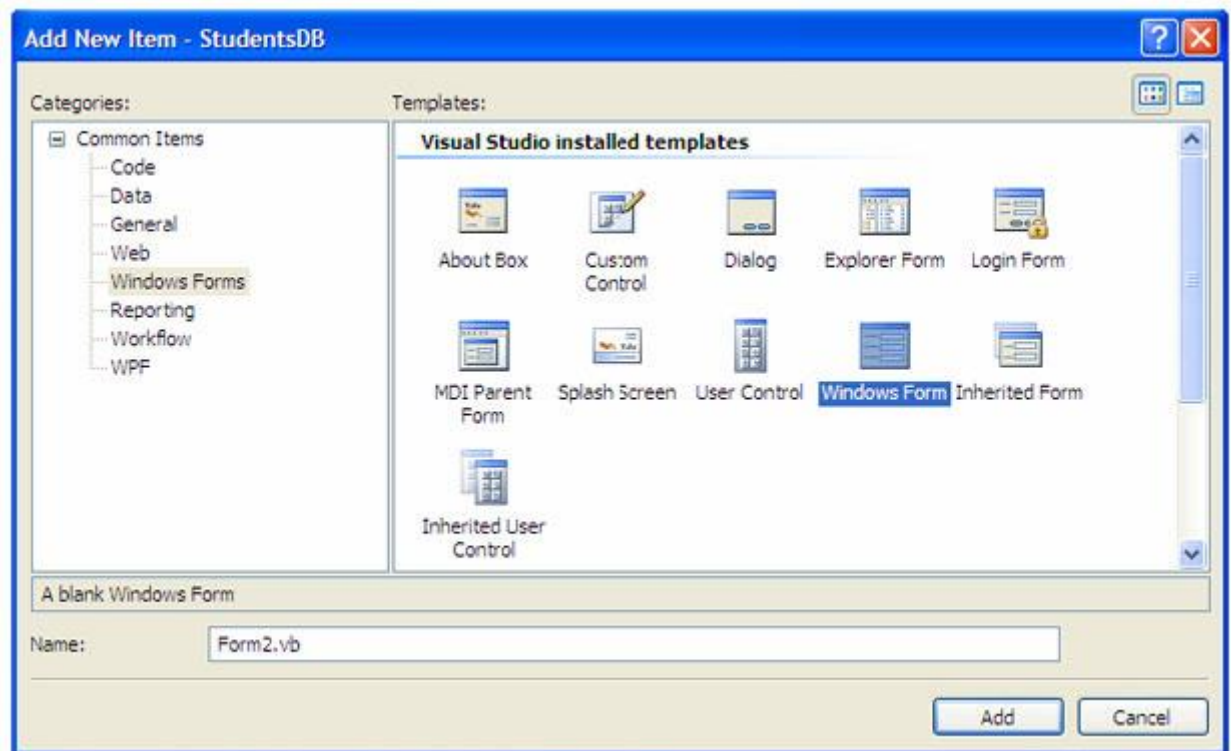 Add New Item - StudentsDB
Categories:
Templates:
Common Items
Code
Data
General
Web
Windows Forms
Reporting
Workflow
WPF
Visual Studio installed templates
About Box
Custom
Control
Dialog
Explorer Form
Login Form
MDI Parent
Form
Splash Screen
User Control
Windows Form
Inherited Form
Inherited User
Control
A blank Windows Form
Name:
Form2.vb
Add
Cancel